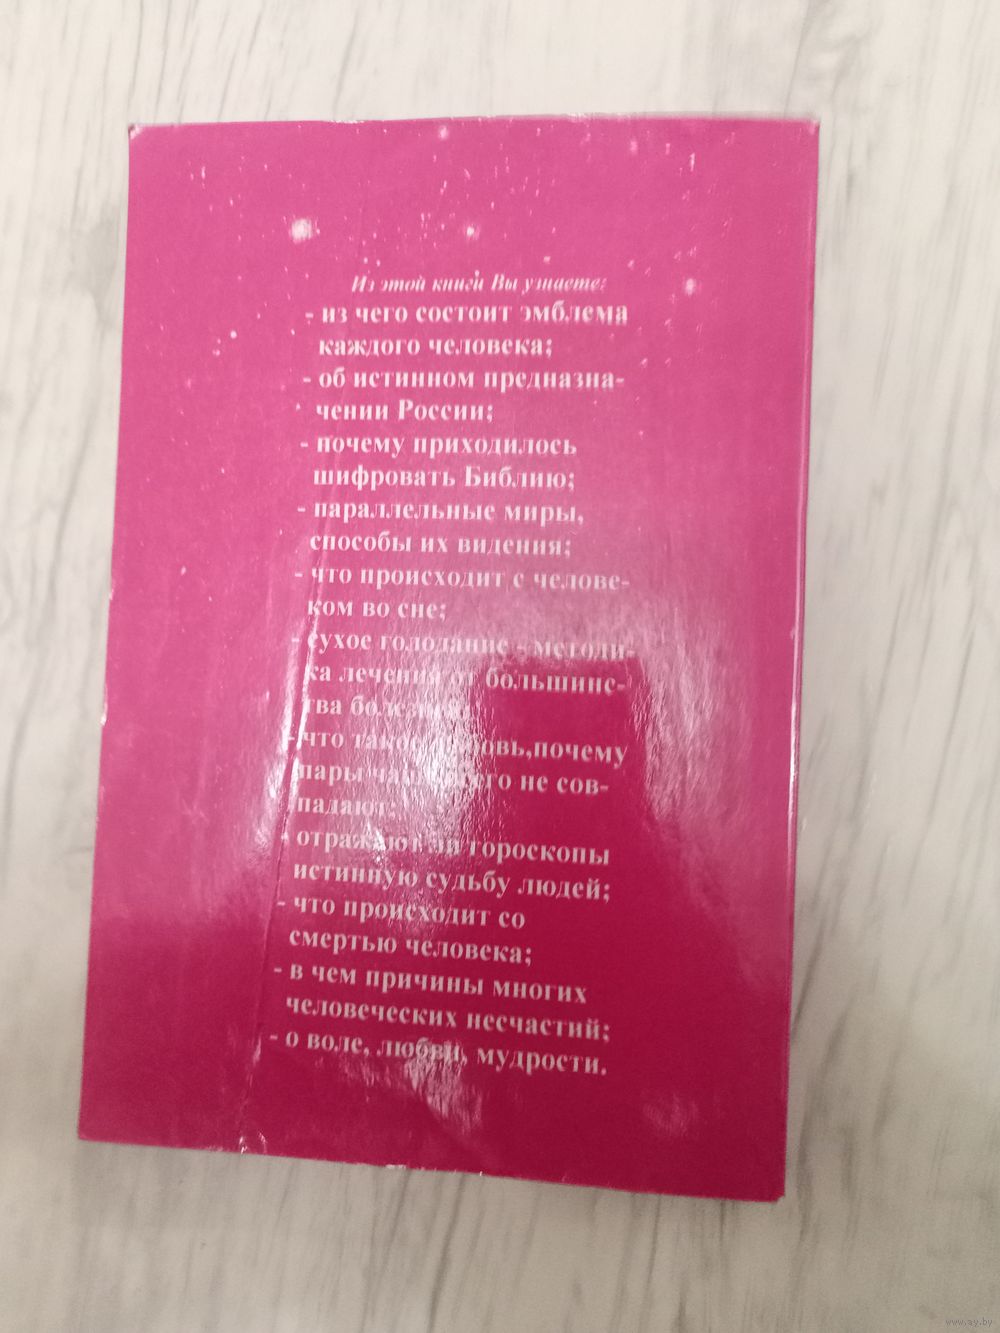 Из этой книги Вы узнаете:
- из чего состоит эмблема
каждого человека;
- об истинном предназна-
чении России;
- почему приходилось
шифровать Библию;
- параллельные миры,
способы их видения;
- что происходит с челове-
ком во сне;
- сухое голодание - методи-
ка лечения от большинс-
тва болезней;
- что такое любовь,почему
пары чаще всего не сов-
падают;
- отражают ли гороскопы
истинную судьбу людей;
- что происходит со
смертью человека;
- в чем причины многих
человеческих несчастий;
- о воле, любви, мудрости.
www.ay.by